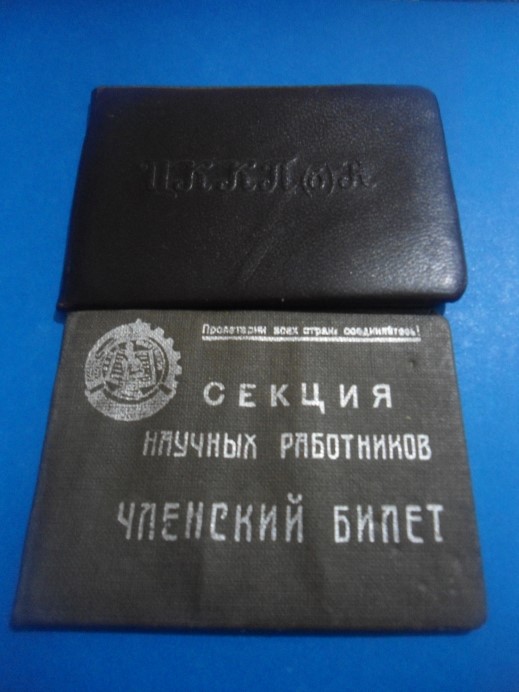 Ц.К.К.П.(б)К.
Пролетарии всех стран, соединяйтесь!
СЕКЦИЯ
НАУЧНЫХ РАБОТНИКОВ
ЧЛЕНСКИЙ БИЛЕТ